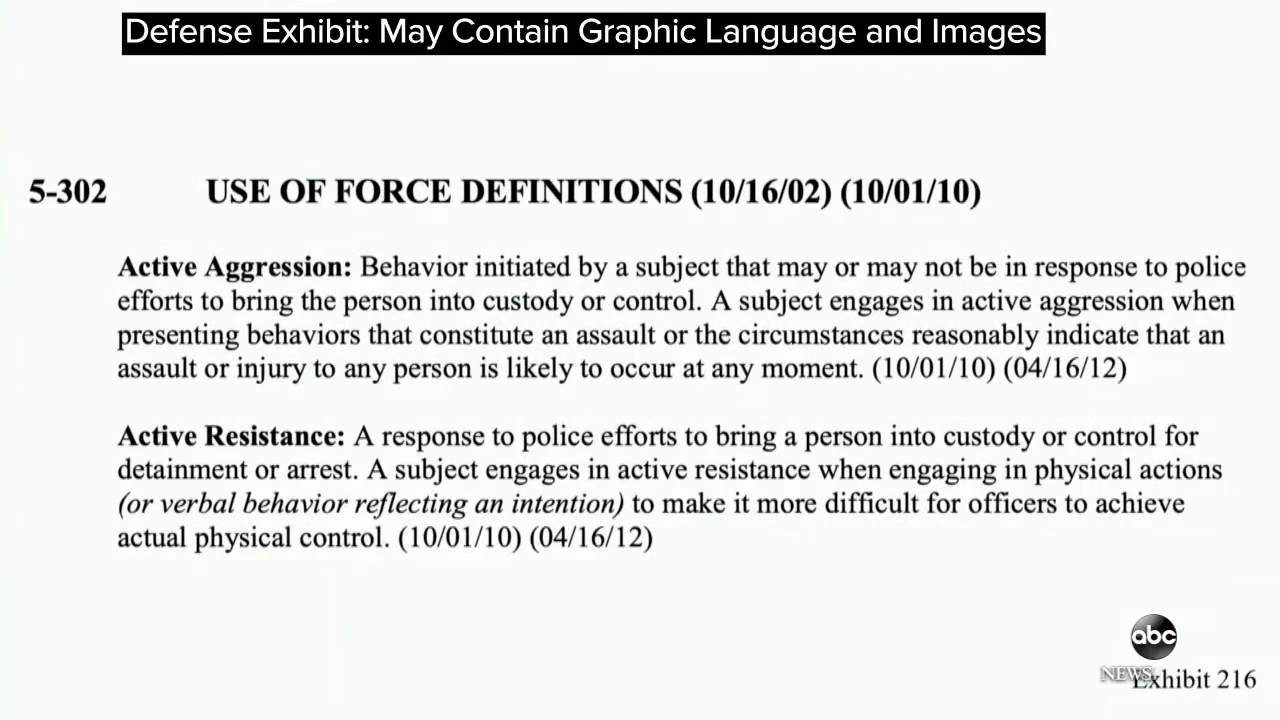 Defense Exhibit: May Contain Graphic Language and Images
5-302 USE OF FORCE DEFINITIONS (10/16/02) (10/01/10)
Active Aggression: Behavior initiated by a subject that may or may not be in response to police
efforts to bring the person into custody or control. A subject engages in active aggression when
presenting behaviors that constitute an assault or the circumstances reasonably indicate that an
assault or injury to any person is likely to occur at any moment. (10/01/10) (04/16/12)
Active Resistance: A response to police efforts to bring a person into custody or control for
detainment or arrest. A subject engages in active resistance when engaging in physical actions
(or verbal behavior reflecting an intention) to make it more difficult for officers to achieve
actual physical control. (10/01/10) (04/16/12)
abc
NEWS
Exhibit 216